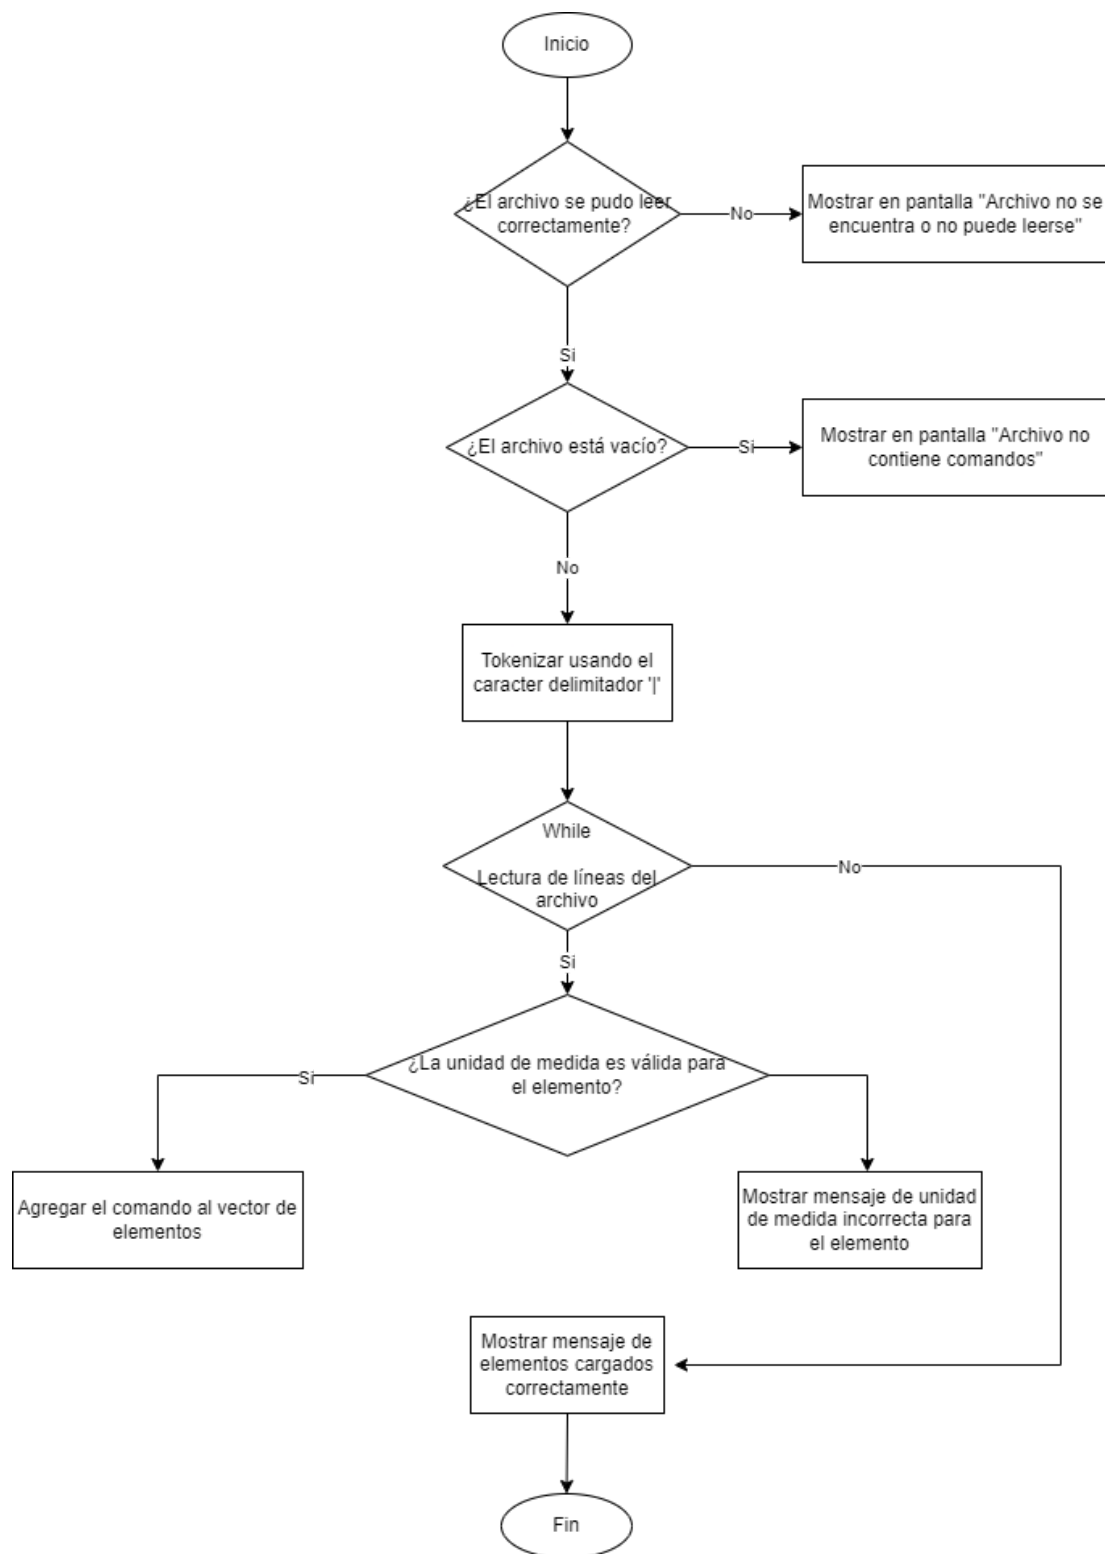 Inicio
¿El archivo se pudo leer
correctamente?
No
Mostrar en pantalla "Archivo no se
encuentra o no puede leerse"
Si
¿El archivo está vacío?
Si
Mostrar en pantalla "Archivo no
contiene comandos"
No
Tokenizar usando el
caracter delimitador '|'
While
Lectura de líneas del
archivo
No
Si
¿La unidad de medida es válida para
el elemento?
Si
Agregar el comando al vector de
elementos
Mostrar mensaje de unidad
de medida incorrecta para
el elemento
Mostrar mensaje de
elementos cargados
correctamente
Fin